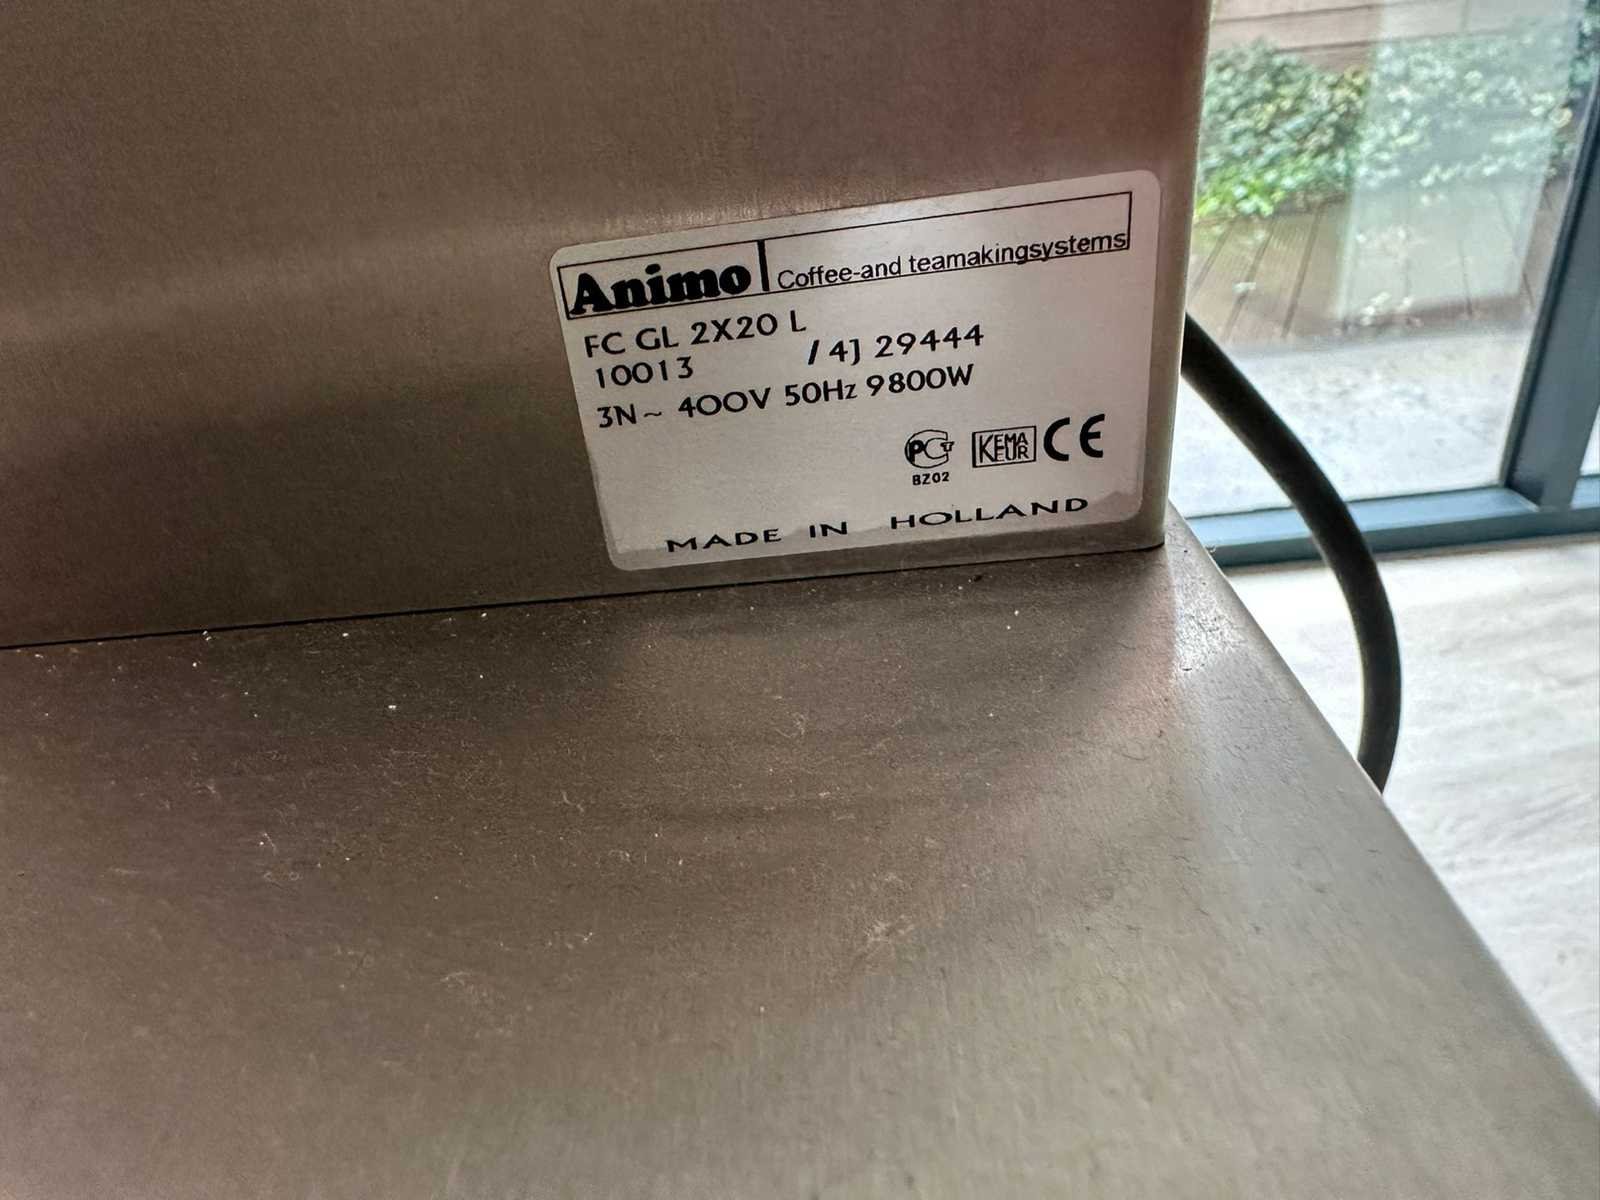 Animo Coffee-and teamakingsystems
FC GL 2X20 L
10013 / 4J 29444
3N~ 400V 50Hz 9800W
PCT KEMA KEUR CE
BZ02
MADE IN HOLLAND